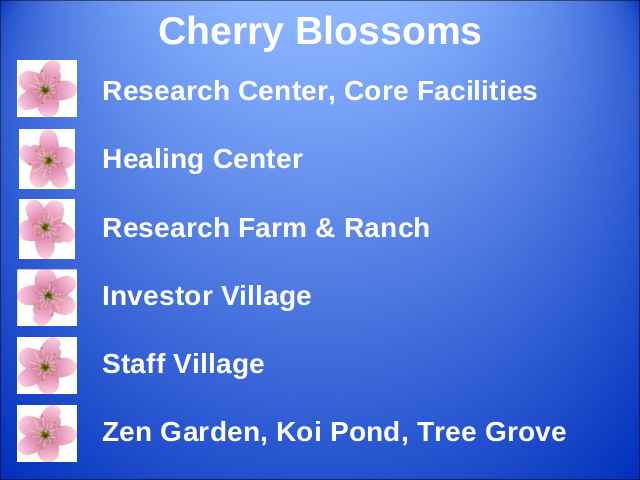 Cherry Blossoms
Research Center, Core Facilities
Healing Center
Research Farm & Ranch
Investor Village
Staff Village
Zen Garden, Koi Pond, Tree Grove